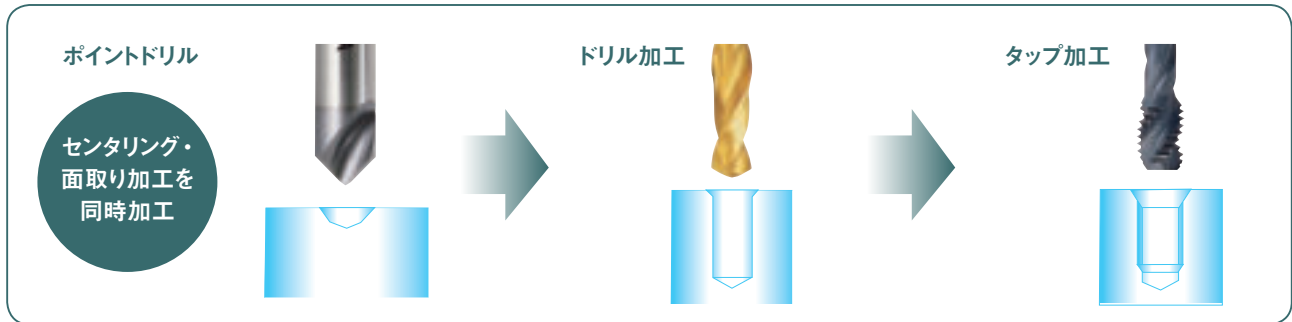 ポイントドリル
センタリング・
面取り加工を
同時加工
ドリル加工
タップ加工